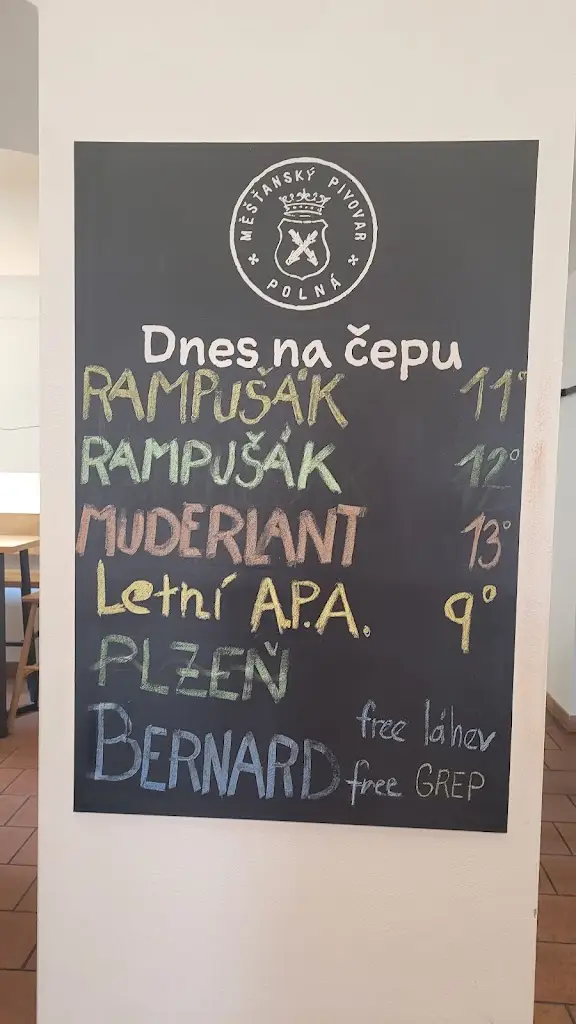 MĚŠŤANSKÝ PIVOVAR
POLNÁ
Dnes na čepu
RAMPUŠÁK 11°
RAMPUŠÁK 12°
MUDERLANT 13°
Letní A.P.A. 9°
PLZEŇ
BERNARD free láhev
free GREP